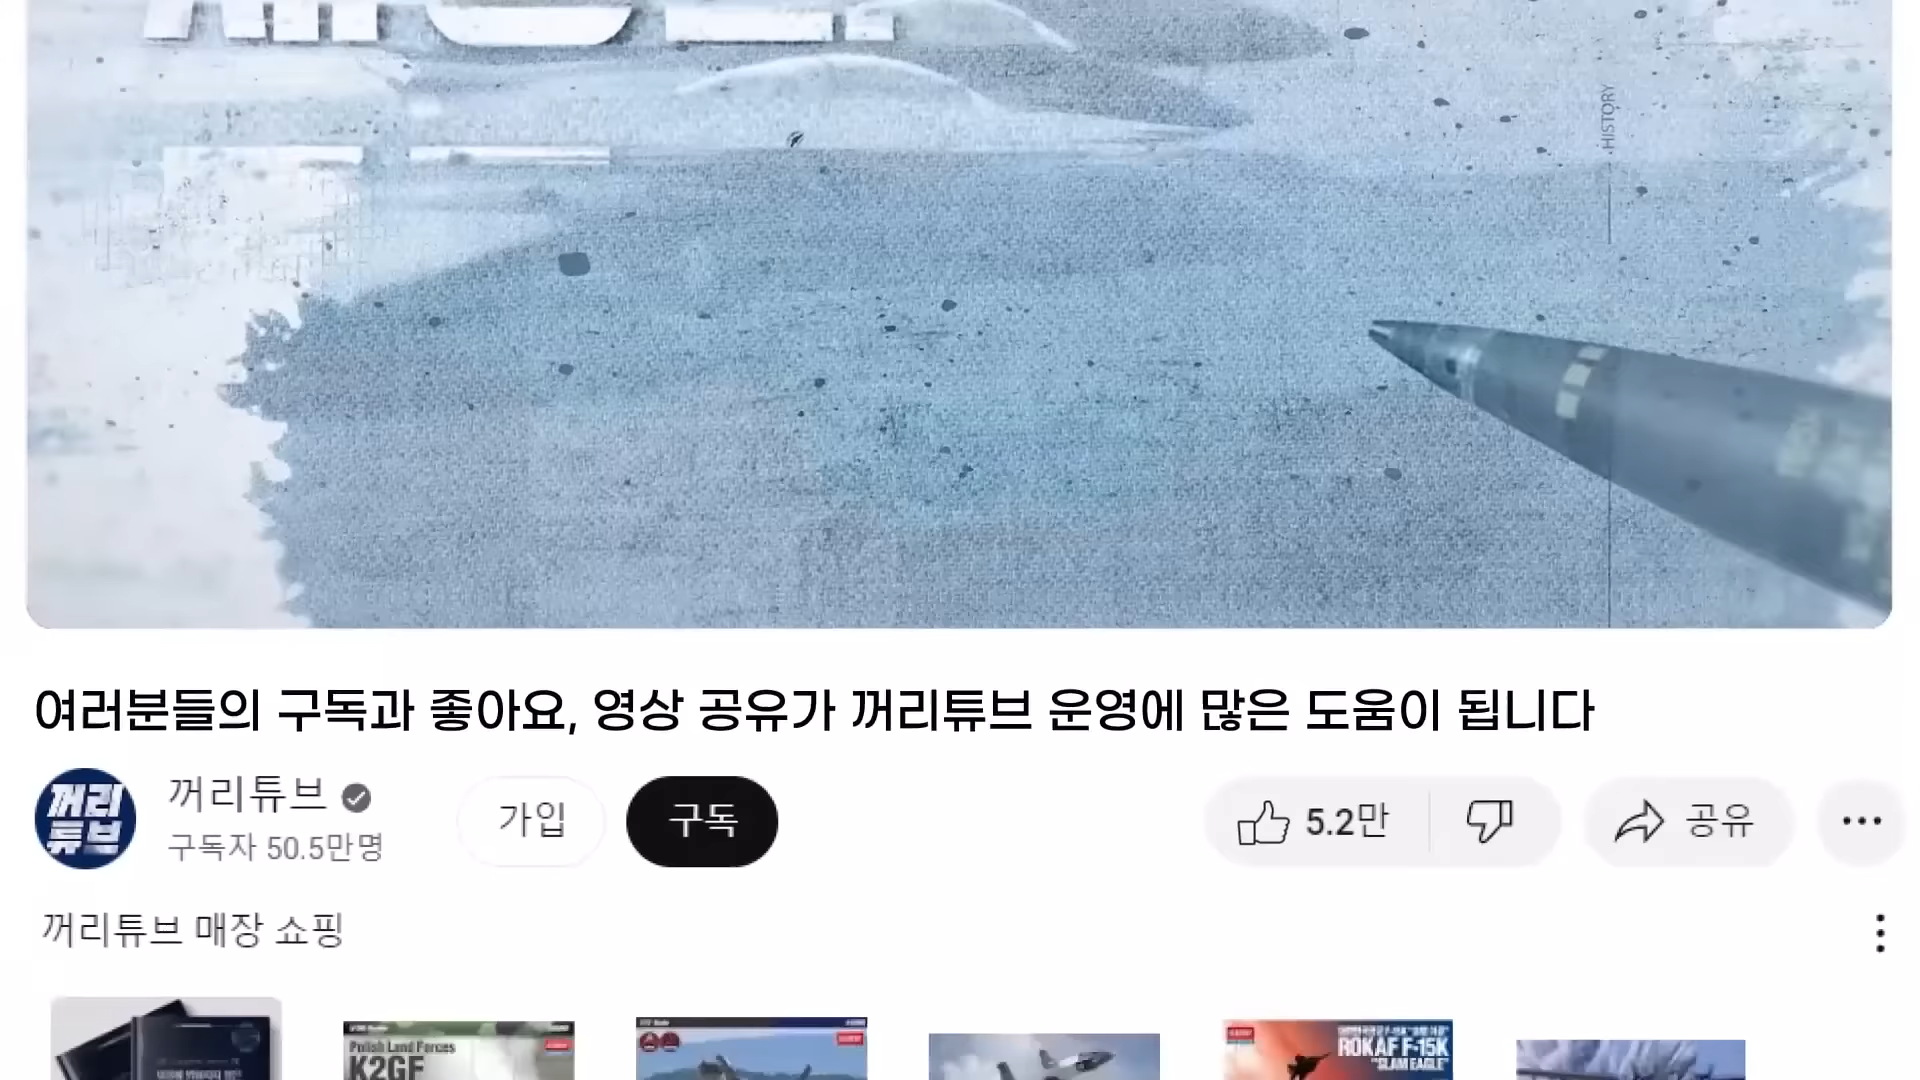 HISTORY
여러분들의 구독과 좋아요, 영상 공유가 꺼리튜브 운영에 많은 도움이 됩니다
꺼리튜브
꺼리튜브
구독자 50.5만명
가입
구독
5.2만
공유
꺼리튜브 매장 쇼핑
Polish Land Forces
K2GF
ROKAF F-15K
"SLAM EAGLE"